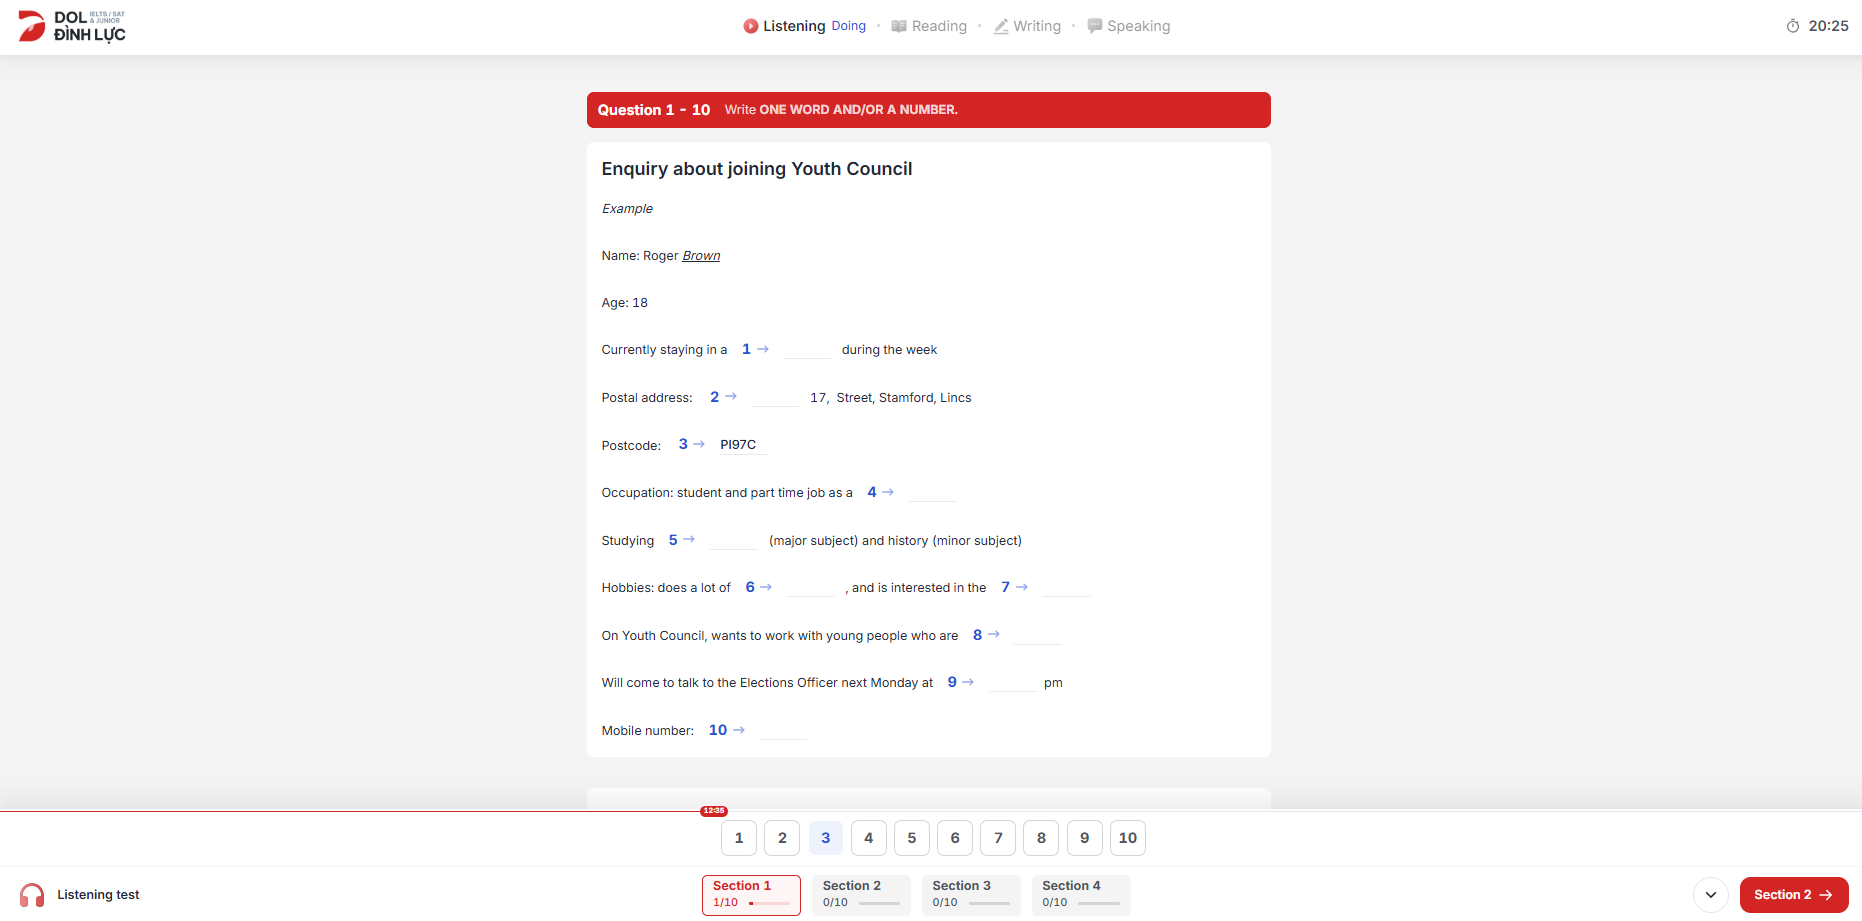 DOL IELTS / SAT & JUNIOR
ĐÌNH LỰC
Listening Doing • Reading • Writing • Speaking
20:25
Question 1 - 10 Write ONE WORD AND/OR A NUMBER.
Enquiry about joining Youth Council
Example
Name: Roger Brown
Age: 18
Currently staying in a 1 → during the week
Postal address: 2 → 17, Street, Stamford, Lincs
Postcode: 3 → PI97C
Occupation: student and part time job as a 4 →
Studying 5 → (major subject) and history (minor subject)
Hobbies: does a lot of 6 → , and is interested in the 7 →
On Youth Council, wants to work with young people who are 8 →
Will come to talk to the Elections Officer next Monday at 9 → pm
Mobile number: 10 →
12:35
1 2 3 4 5 6 7 8 9 10
Listening test
Section 1 Section 2 Section 3 Section 4
1/10 0/10 0/10 0/10
Section 2 →